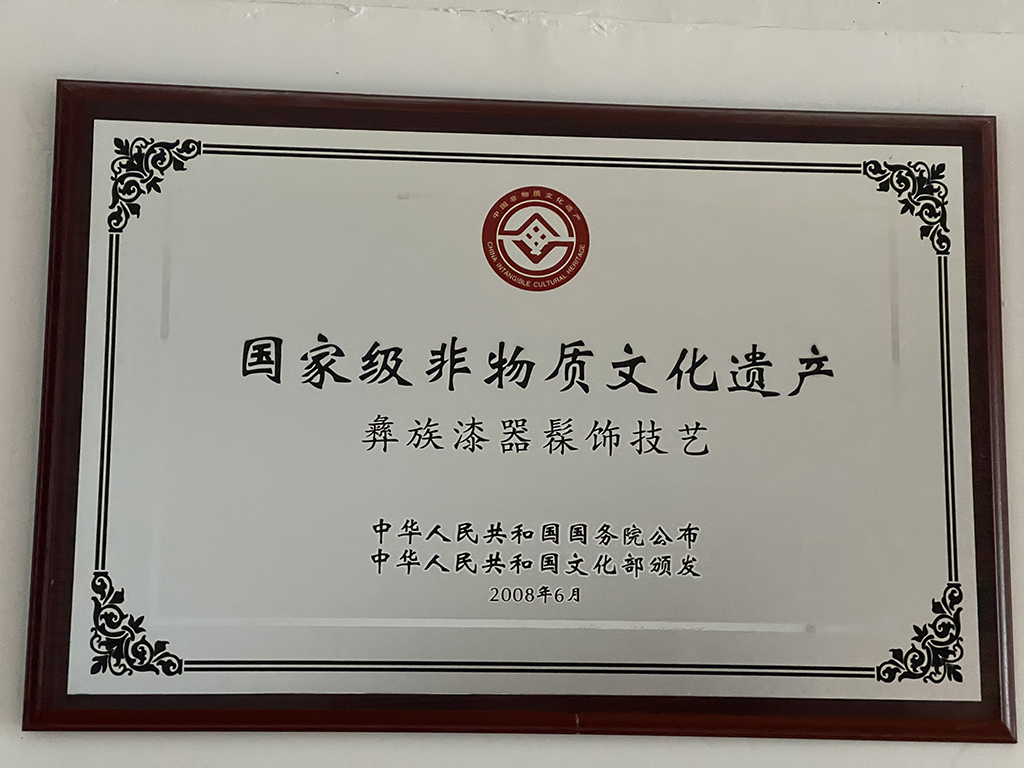 中国非物质文化遗产
CHINA INTANGIBLE CULTURAL HERITAGE
国家级非物质文化遗产
彝族漆器髹饰技艺
中华人民共和国国务院公布
中华人民共和国文化部颁发
2008年6月